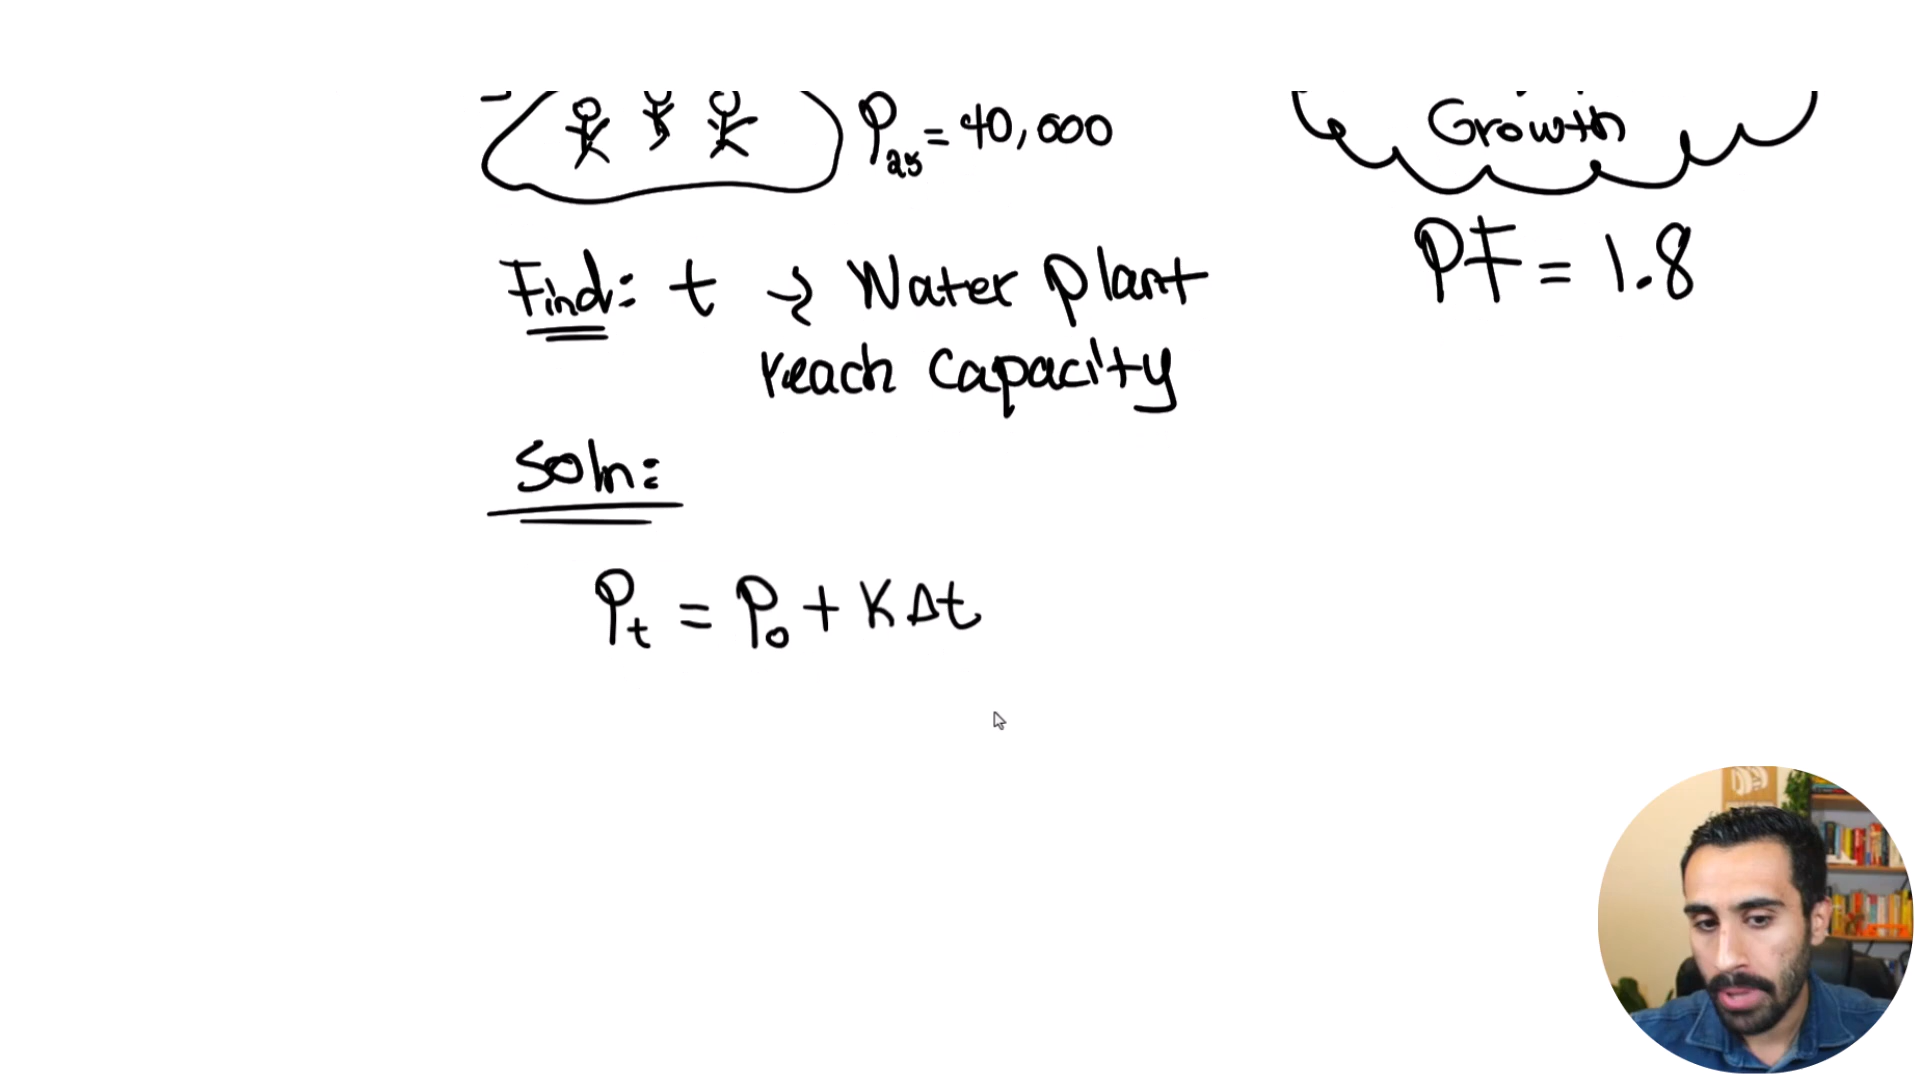 P25 = 40,000
Growth
PF = 1.8
Find: t → Water plant
reach capacity
Soln:
Pt = P0 + KΔt